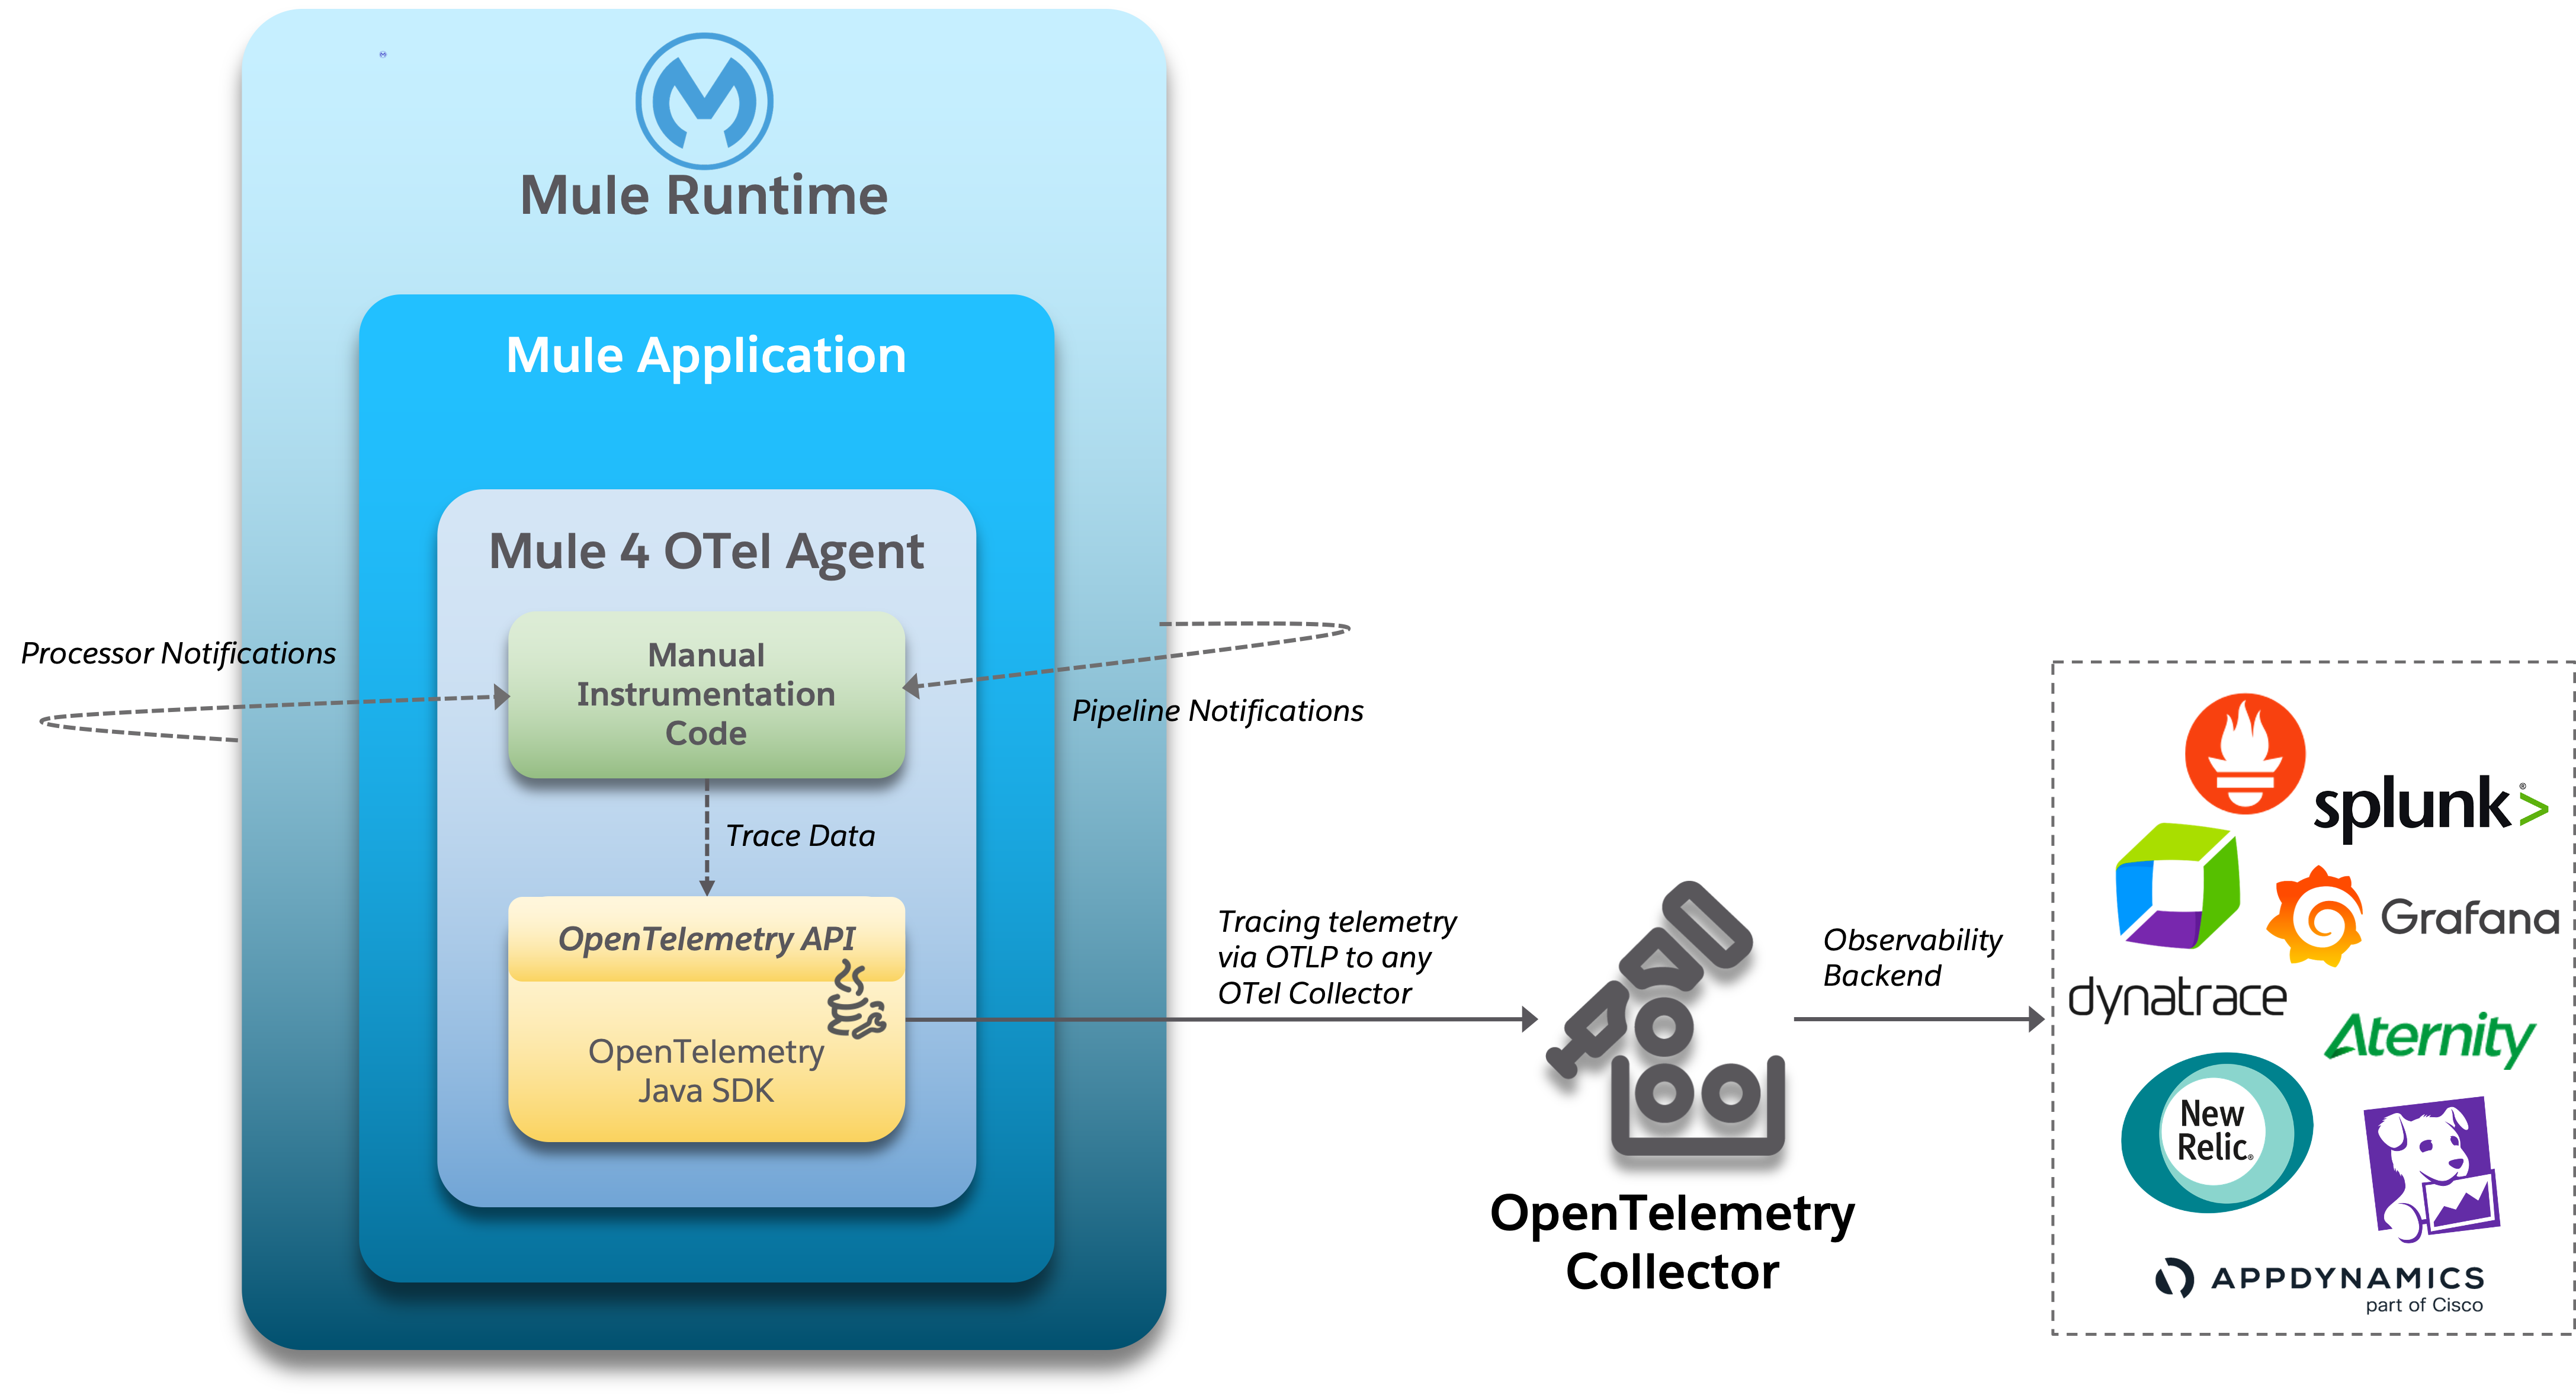 Mule Runtime
Mule Application
Mule 4 OTel Agent
Processor Notifications
Manual
Instrumentation
Code
Pipeline Notifications
Trace Data
OpenTelemetry API
OpenTelemetry
Java SDK
Tracing telemetry
via OTLP to any
OTel Collector
OpenTelemetry
Collector
Observability
Backend
splunk>®
Grafana
dynatrace
Aternity
New
Relic®
APPDYNAMICS
part of Cisco